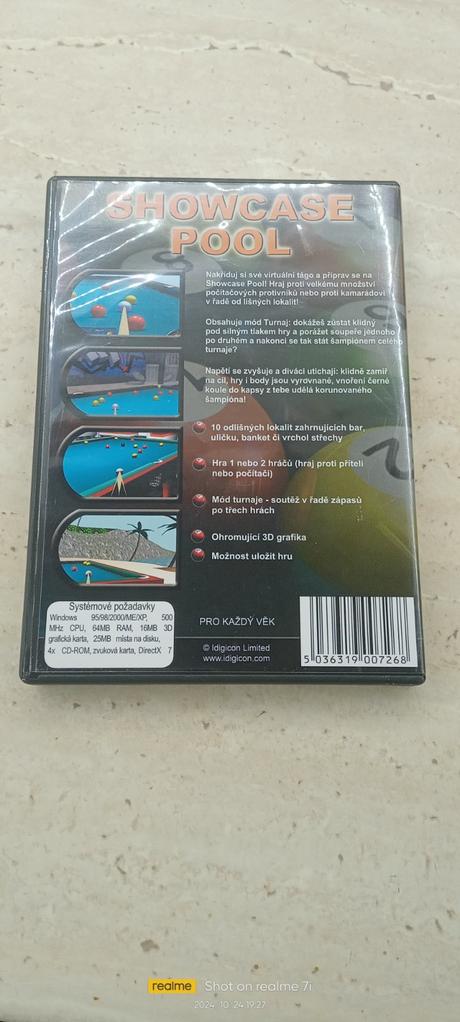 SHOWCASE
POOL
Nakřiduj si své virtuální tágo a připrav se na
Showcase Pool! Hraj proti velkému množství
počítačových protivníků nebo proti kamarádovi
v řadě od lišných lokalit!
Obsahuje mód Turnaj: dokážeš zůstat klidný
pod silným tlakem hry a porážet soupeře jednoho
po druhém a nakonci se tak stát šampionem celého
turnaje?
Napětí se zvyšuje a diváci utichají: klidně zamiř
na cíl, hry i body jsou vyrovnané, vnoření černé
koule do kapsy z tebe udělá korunovaného
šampióna!
10 odlišných lokalit zahrnujících bar,
uličku, banket či vrchol střechy
Hra 1 nebo 2 hráčů (hraj proti příteli
nebo počítači)
Mód turnaje - soutěž v řadě zápasů
po třech hrách
Ohromující 3D grafika
Možnost uložit hru
Systémové požadavky
Windows 95/98/2000/ME/XP, 500
MHz CPU, 64MB RAM, 16MB 3D
grafická karta, 25MB místa na disku,
4x CD-ROM, zvuková karta, DirectX 7
PRO KAŽDÝ VĚK
© Idigicon Limited
www.idigicon.com
5 036319 007268
realme Shot on realme 7i
2024.10.24 19:27